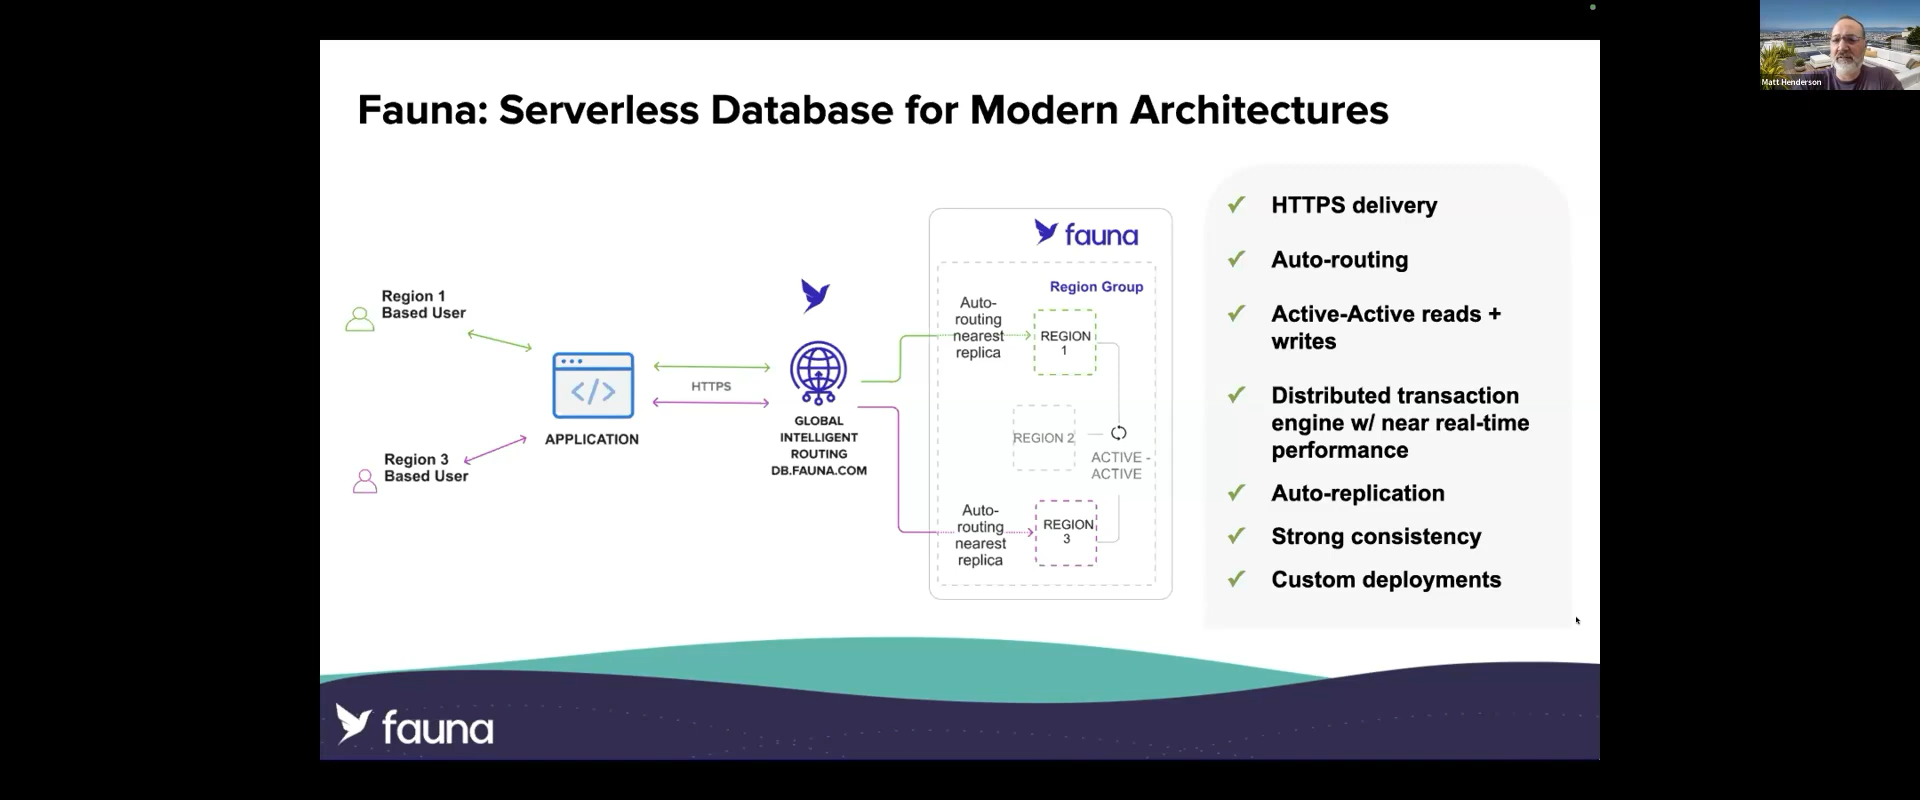 Matt Henderson
Fauna: Serverless Database for Modern Architectures
Region 1
Based User
Region 3
Based User
APPLICATION
HTTPS
GLOBAL
INTELLIGENT
ROUTING
DB.FAUNA.COM
fauna
Region Group
Auto-
routing
nearest
replica
REGION
1
REGION 2
ACTIVE -
ACTIVE
Auto-
routing
nearest
replica
REGION
3
✓ HTTPS delivery
✓ Auto-routing
✓ Active-Active reads +
writes
✓ Distributed transaction
engine w/ near real-time
performance
✓ Auto-replication
✓ Strong consistency
✓ Custom deployments
fauna